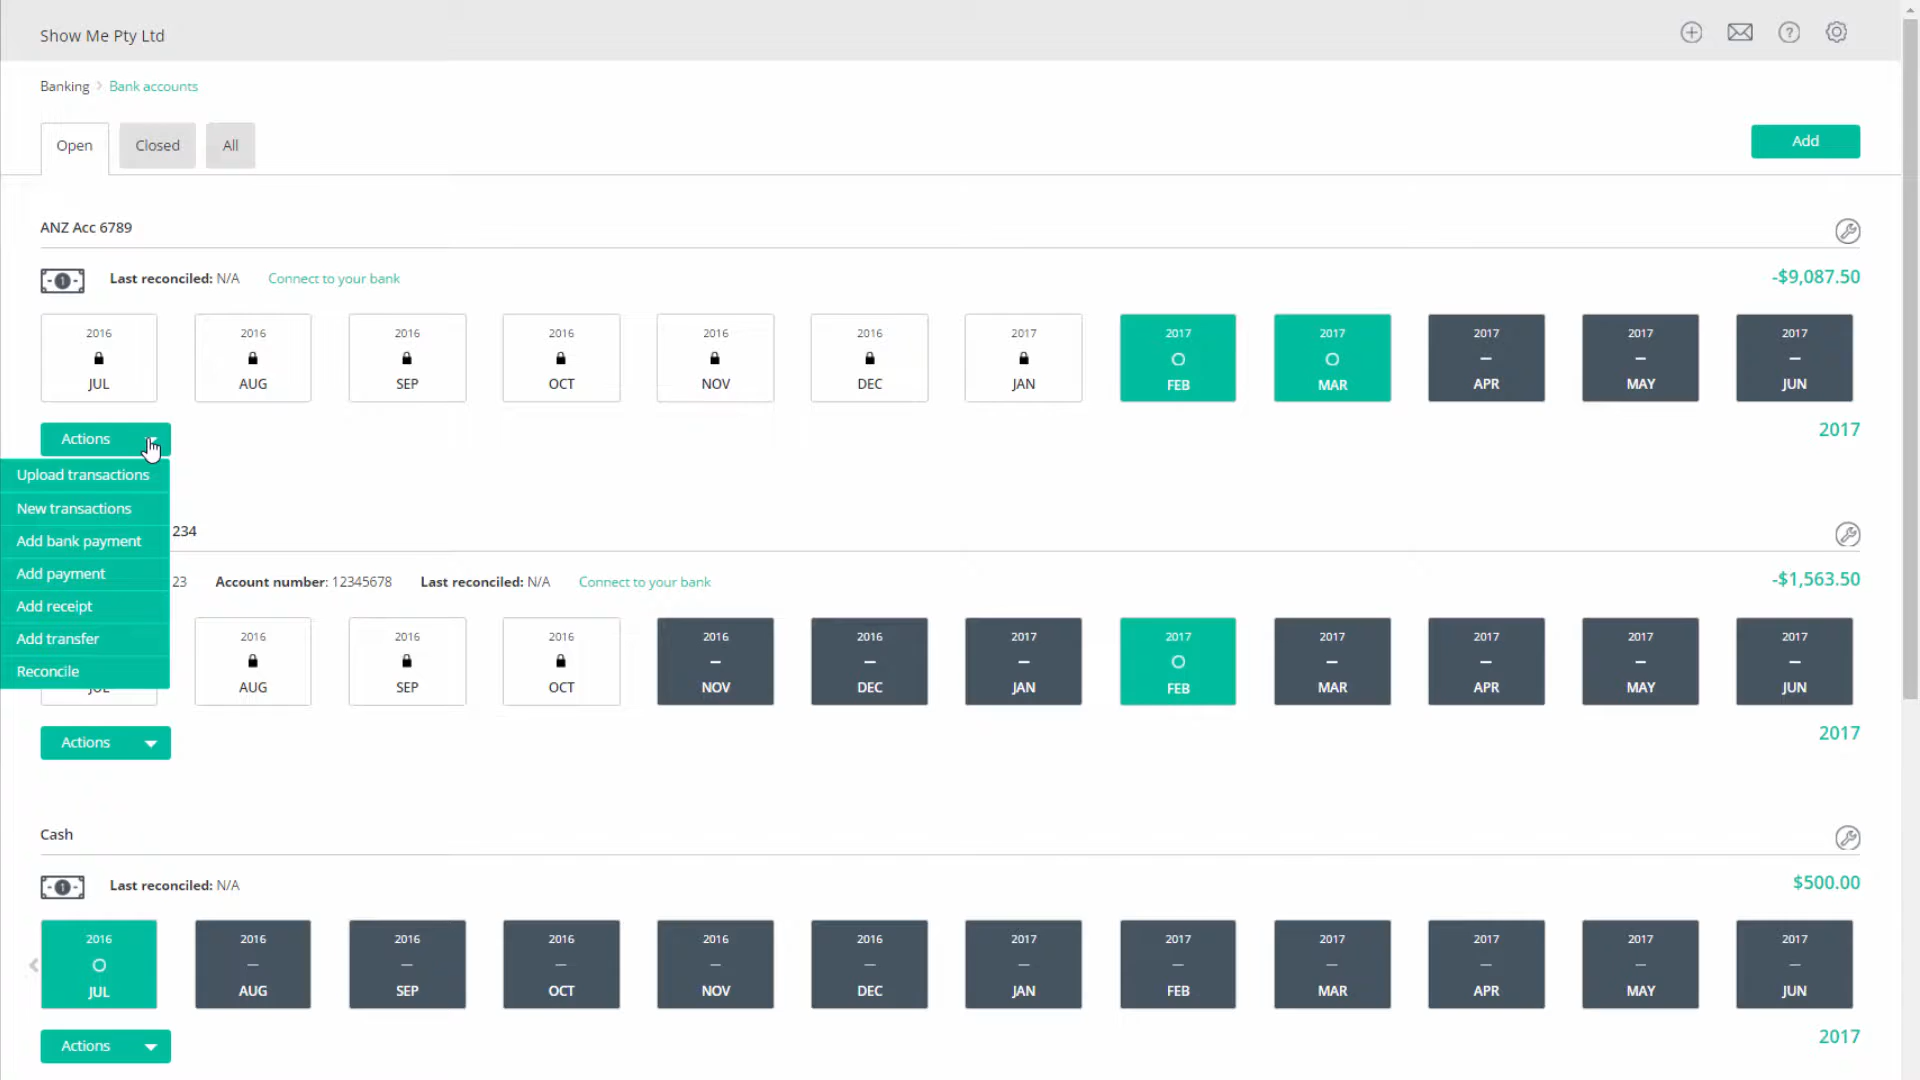 Show Me Pty Ltd
Banking > Bank accounts
Open Closed All Add
ANZ Acc 6789
Last reconciled: N/A Connect to your bank -$9,087.50
2016 2016 2016 2016 2016 2016 2017 2017 2017 2017 2017 2017
JUL AUG SEP OCT NOV DEC JAN FEB MAR APR MAY JUN
2017
Actions
Upload transactions
New transactions
Add bank payment
Add payment
Add receipt
Add transfer
Reconcile
234
23 Account number: 12345678 Last reconciled: N/A Connect to your bank -$1,563.50
2016 2016 2016 2016 2016 2017 2017 2017 2017 2017 2017
JUL AUG SEP OCT NOV DEC JAN FEB MAR APR MAY JUN
Actions 2017
Cash
Last reconciled: N/A $500.00
2016 2016 2016 2016 2016 2016 2017 2017 2017 2017 2017 2017
JUL AUG SEP OCT NOV DEC JAN FEB MAR APR MAY JUN
Actions 2017